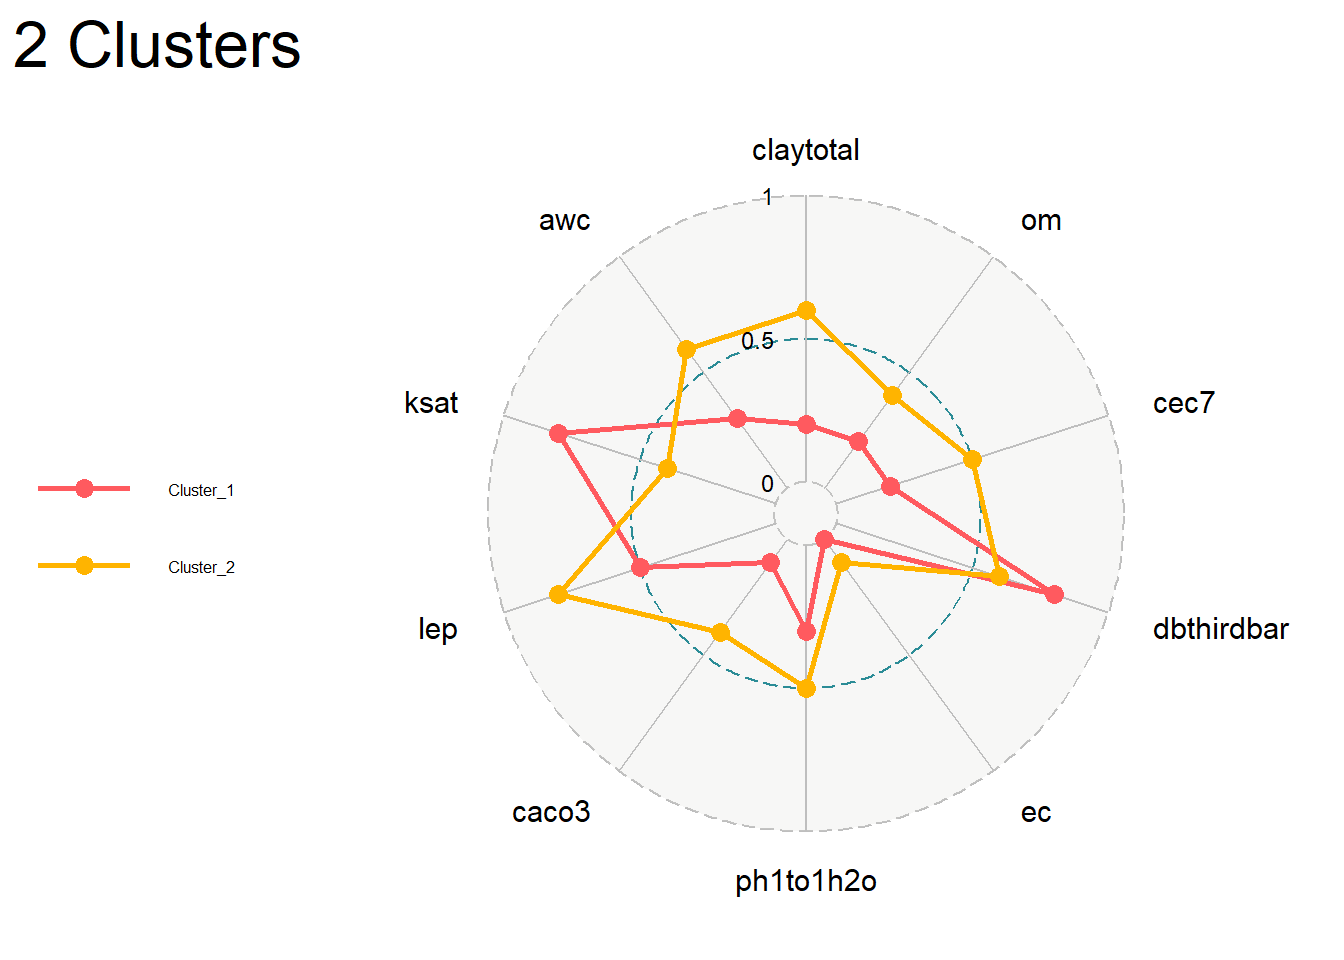 2 Clusters
claytotal
1
awc
om
0.5
ksat
cec7
0
Cluster_1
Cluster_2
lep
dbthirdbar
caco3
ec
ph1to1h2o